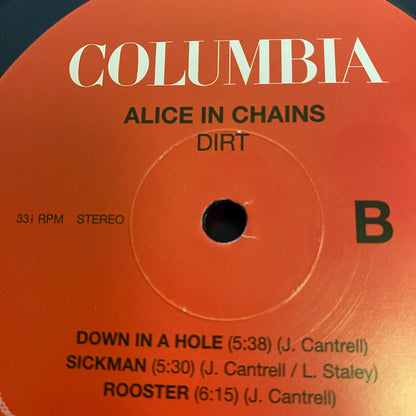 COLUMBIA
ALICE IN CHAINS
DIRT
33⅓ RPM STEREO
B
DOWN IN A HOLE (5:38) (J. Cantrell)
SICKMAN (5:30) (J. Cantrell / L. Staley)
ROOSTER (6:15) (J. Cantrell)